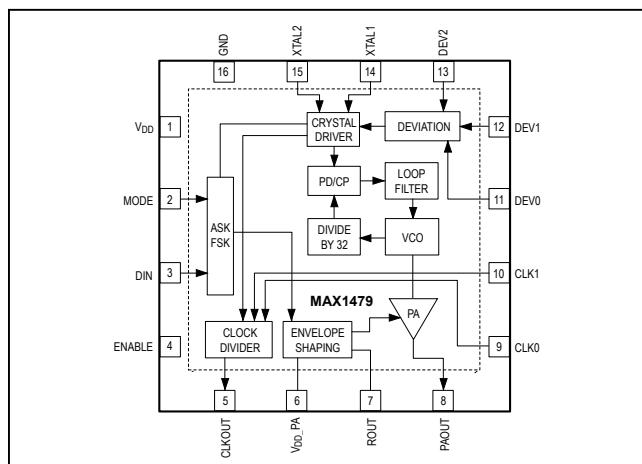 GND
XTAL2
XTAL1
DEV2
16
15
14
13
VDD
1
CRYSTAL
DRIVER
DEVIATION
12
DEV1
MODE
2
PD/CP
LOOP
FILTER
11
DEV0
ASK
FSK
DIVIDE
BY 32
VCO
DIN
3
10
CLK1
MAX1479
PA
ENABLE
4
CLOCK
DIVIDER
ENVELOPE
SHAPING
9
CLK0
5
6
7
8
CLKOUT
VDD_PA
ROUT
PAOUT